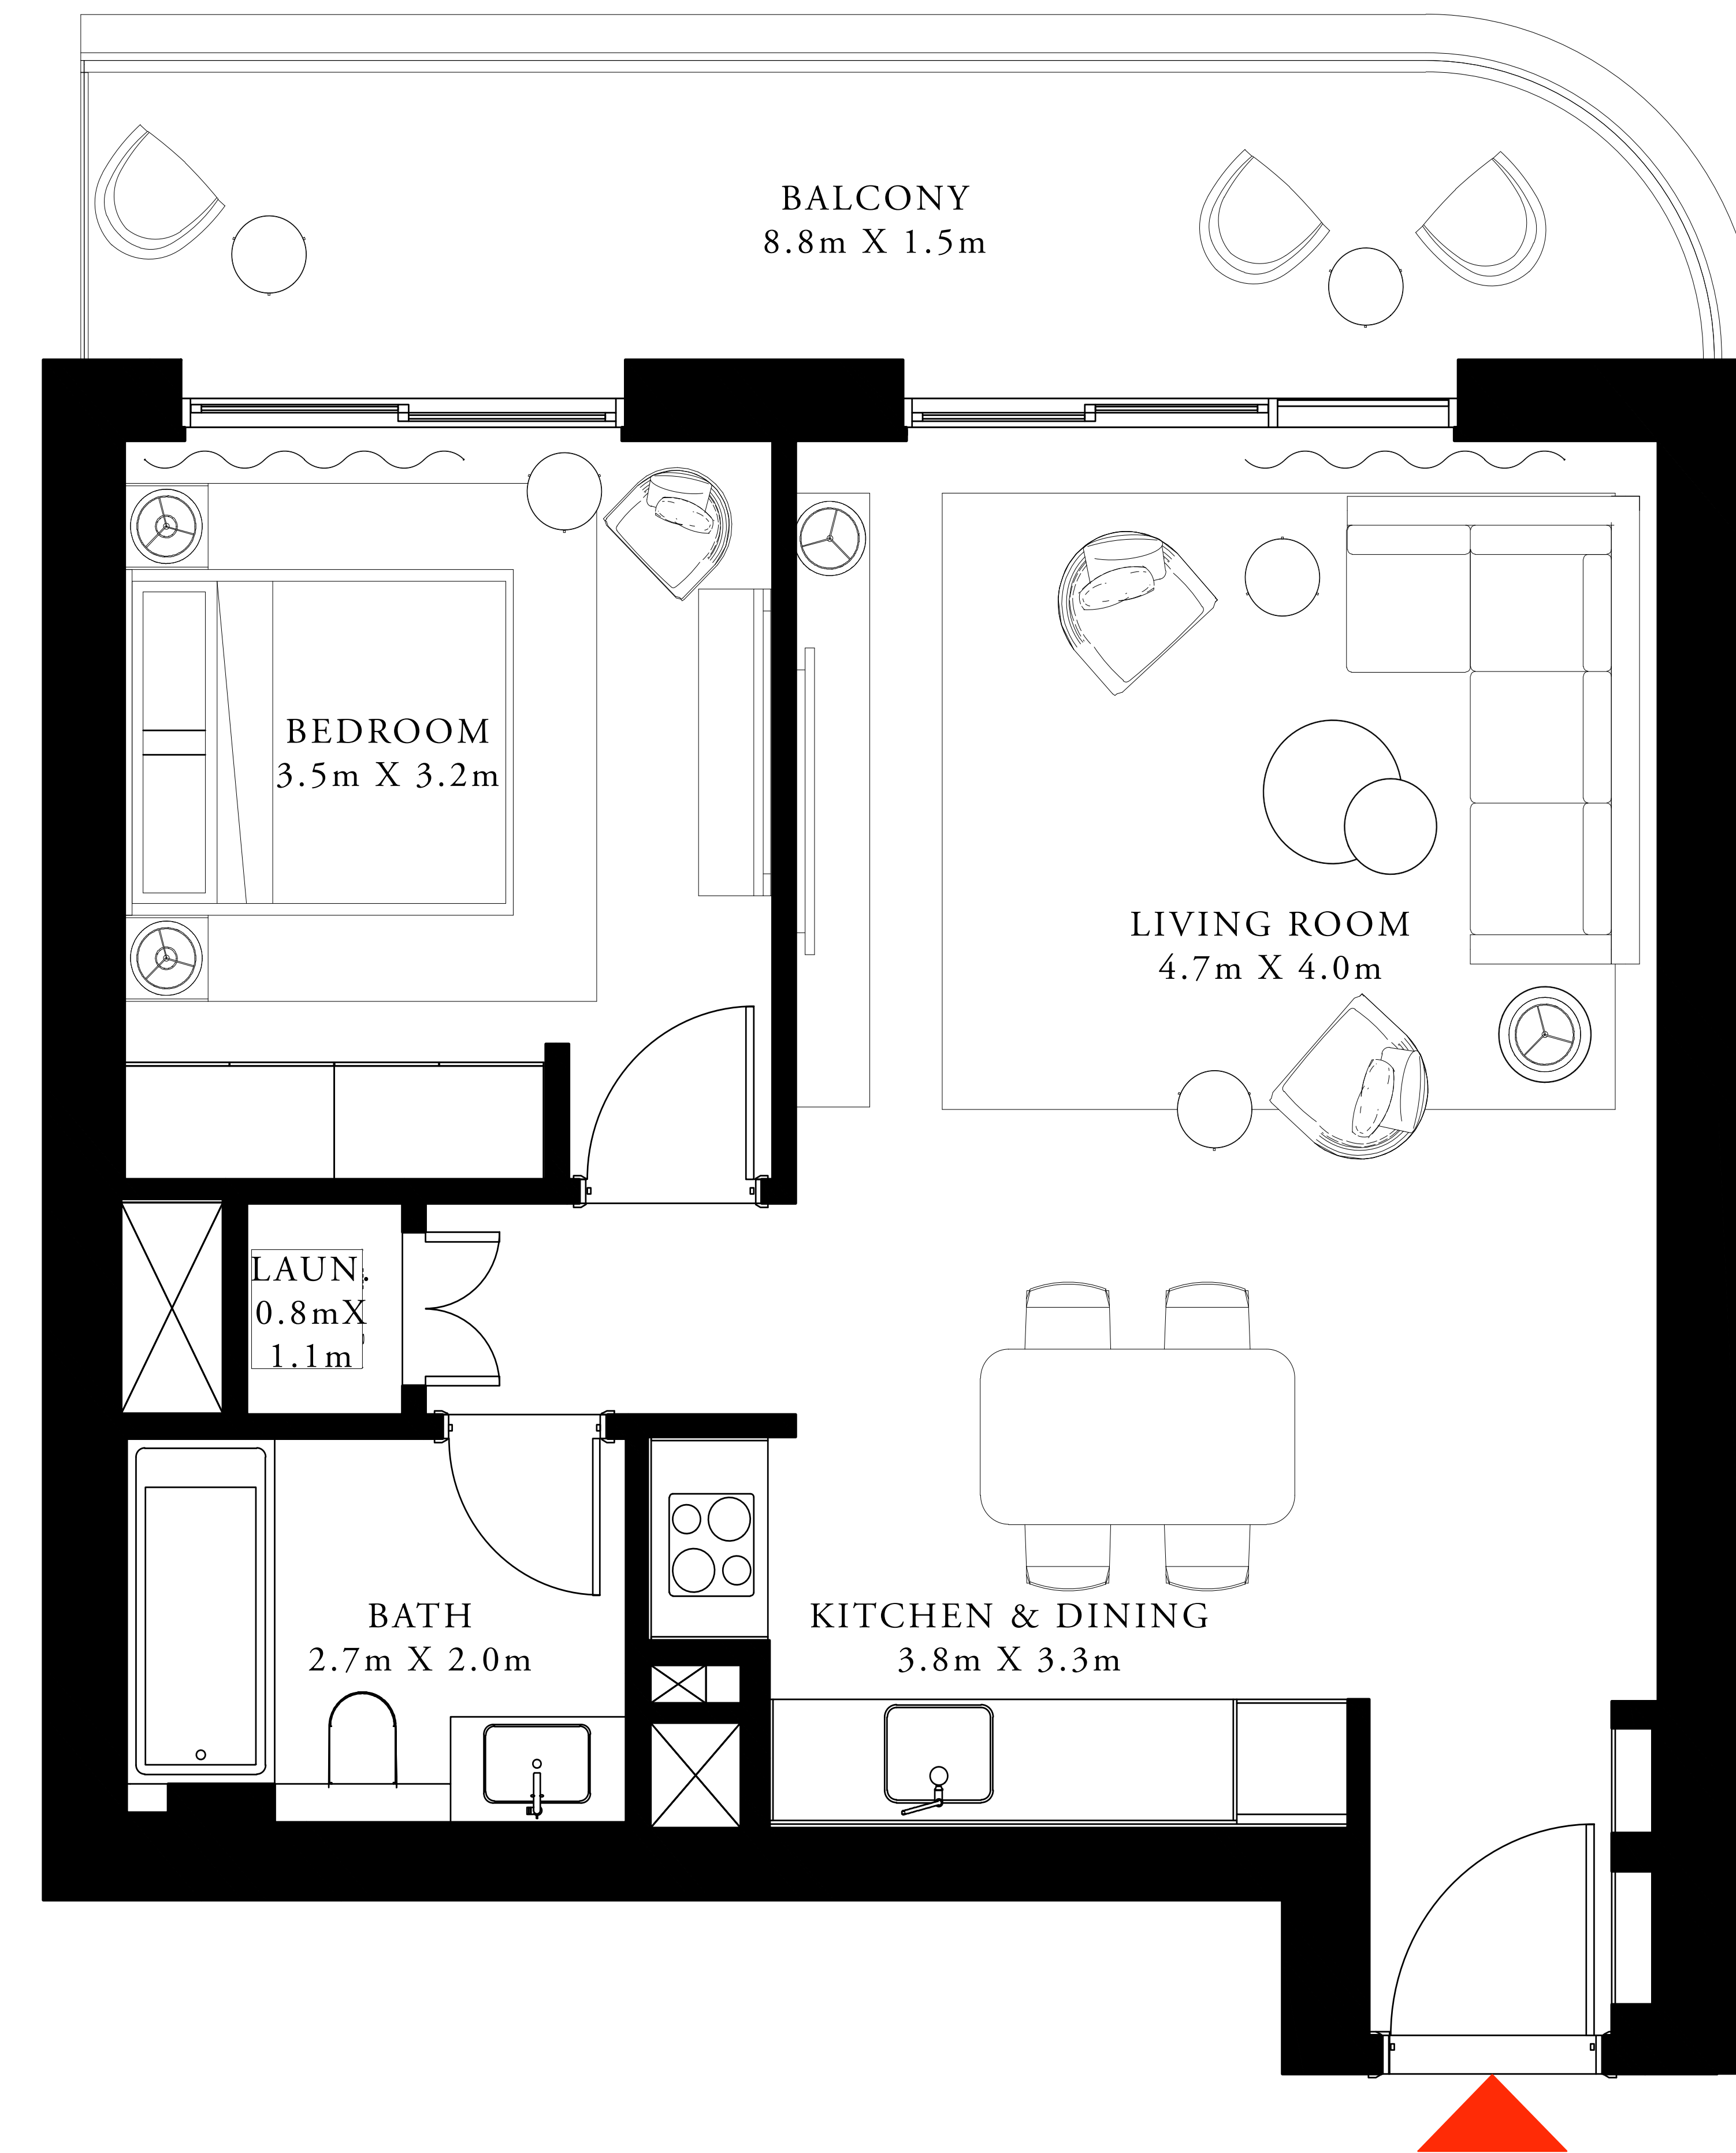 BALCONY
8.8m X 1.5m
BEDROOM
3.5m X 3.2m
LIVING ROOM
4.7m X 4.0m
LAUN.
0.8mX
1.1m
BATH
2.7m X 2.0m
KITCHEN & DINING
3.8m X 3.3m